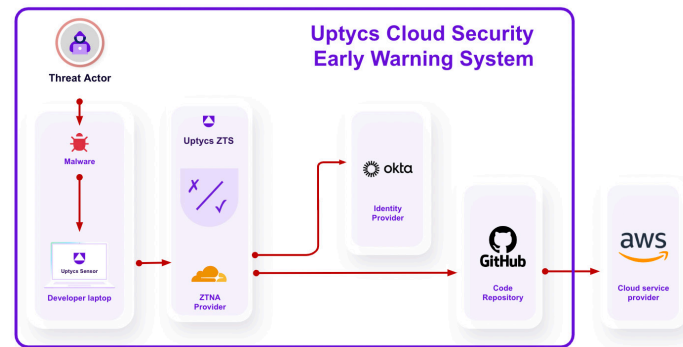 Uptycs Cloud Security
Early Warning System
Threat Actor
Malware
Uptycs Sensor
Developer laptop
Uptycs ZTS
ZTNA
Provider
okta
Identity
Provider
GitHub
Code
Repository
aws
Cloud service
provider